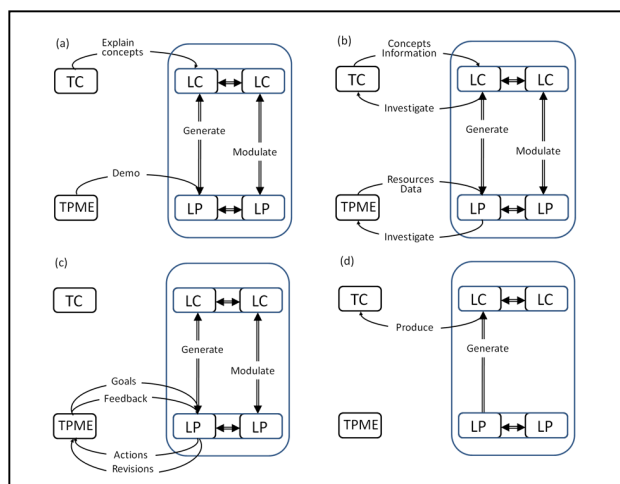 (a)
Explain
concepts
TC
LC
LC
Generate
Modulate
Demo
TPME
LP
LP
(b)
Concepts
Information
TC
LC
LC
Investigate
Generate
Modulate
Resources
Data
TPME
LP
LP
Investigate
(c)
TC
LC
LC
Generate
Modulate
Goals
Feedback
TPME
LP
LP
Actions
Revisions
(d)
TC
LC
LC
Produce
Generate
TPME
LP
LP